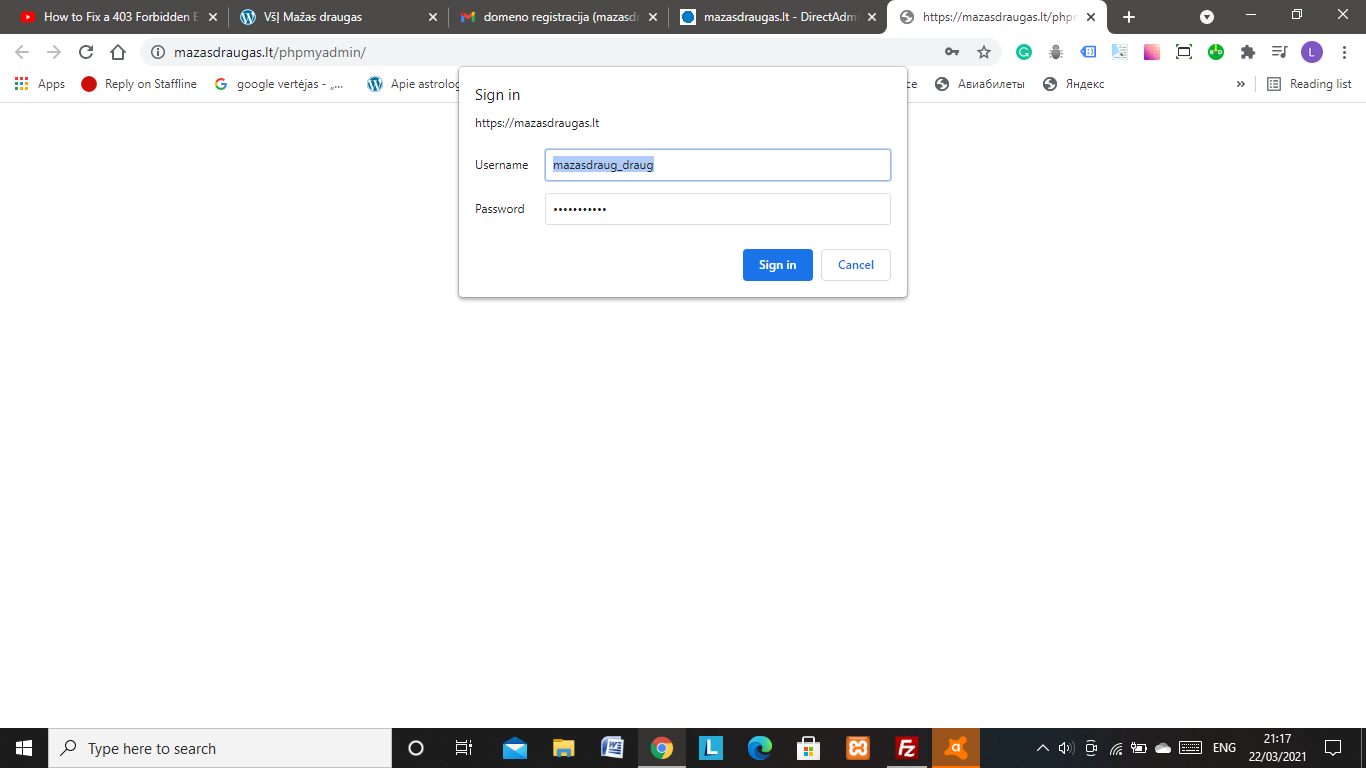 How to Fix a 403 Forbidden E
VšĮ Mažas draugas
domeno registracija (mazasd
mazasdraugas.lt - DirectAdmi
https://mazasdraugas.lt/phpm
mazasdraugas.lt/phpmyadmin/
L
Apps
Reply on Staffline
google vertėjas - „...
Apie astrolog
ce
Авиабилеты
Яндекс
»
Reading list
Sign in
https://mazasdraugas.lt
Username
mazasdraug_draug
Password
•••••••••••
Sign in
Cancel
Type here to search
L
ENG
21:17
22/03/2021